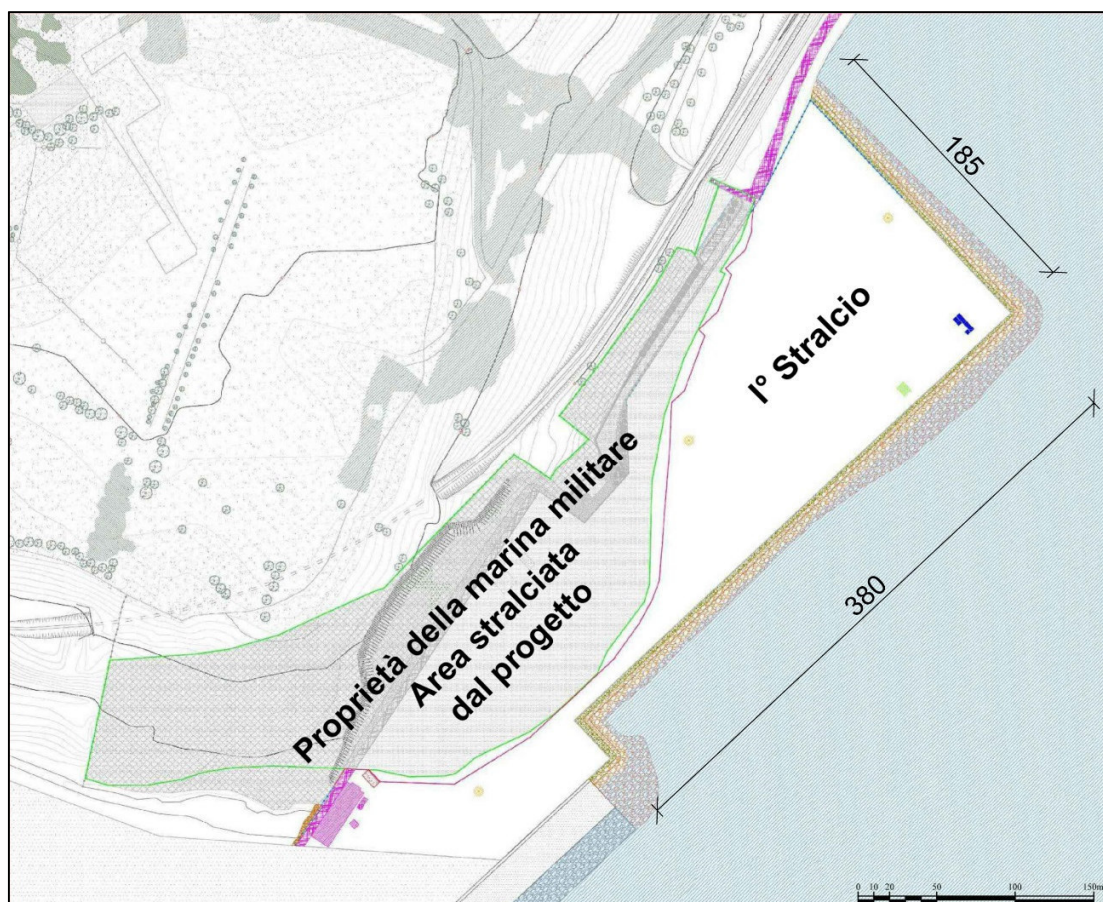 185
I° Stralcio
380
Proprietà della marina militare
Area stralciata
dal progetto
0 10 20 50 100 150m